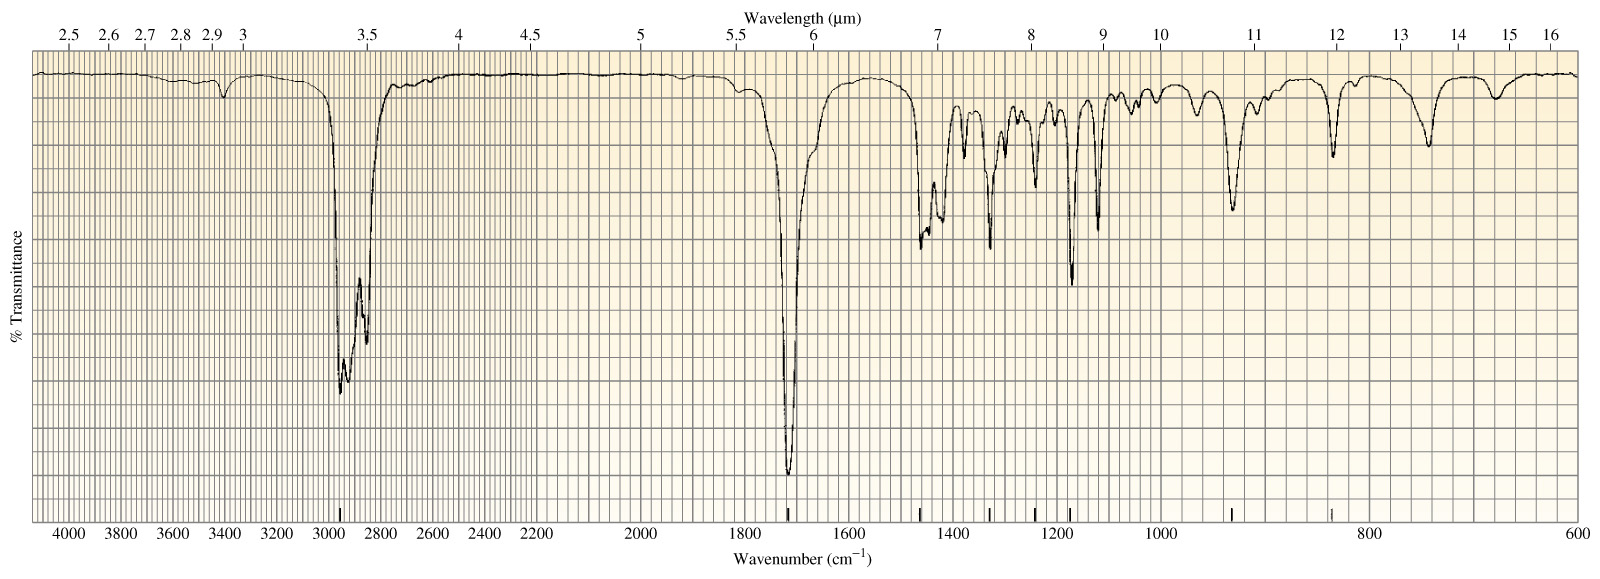 Wavelength (μm)
2.5 2.6 2.7 2.8 2.9 3 3.5 4 4.5 5 5.5 6 7 8 9 10 11 12 13 14 15 16
% Transmittance
4000 3800 3600 3400 3200 3000 2800 2600 2400 2200 2000 1800 1600 1400 1200 1000 800 600
Wavenumber (cm⁻¹)